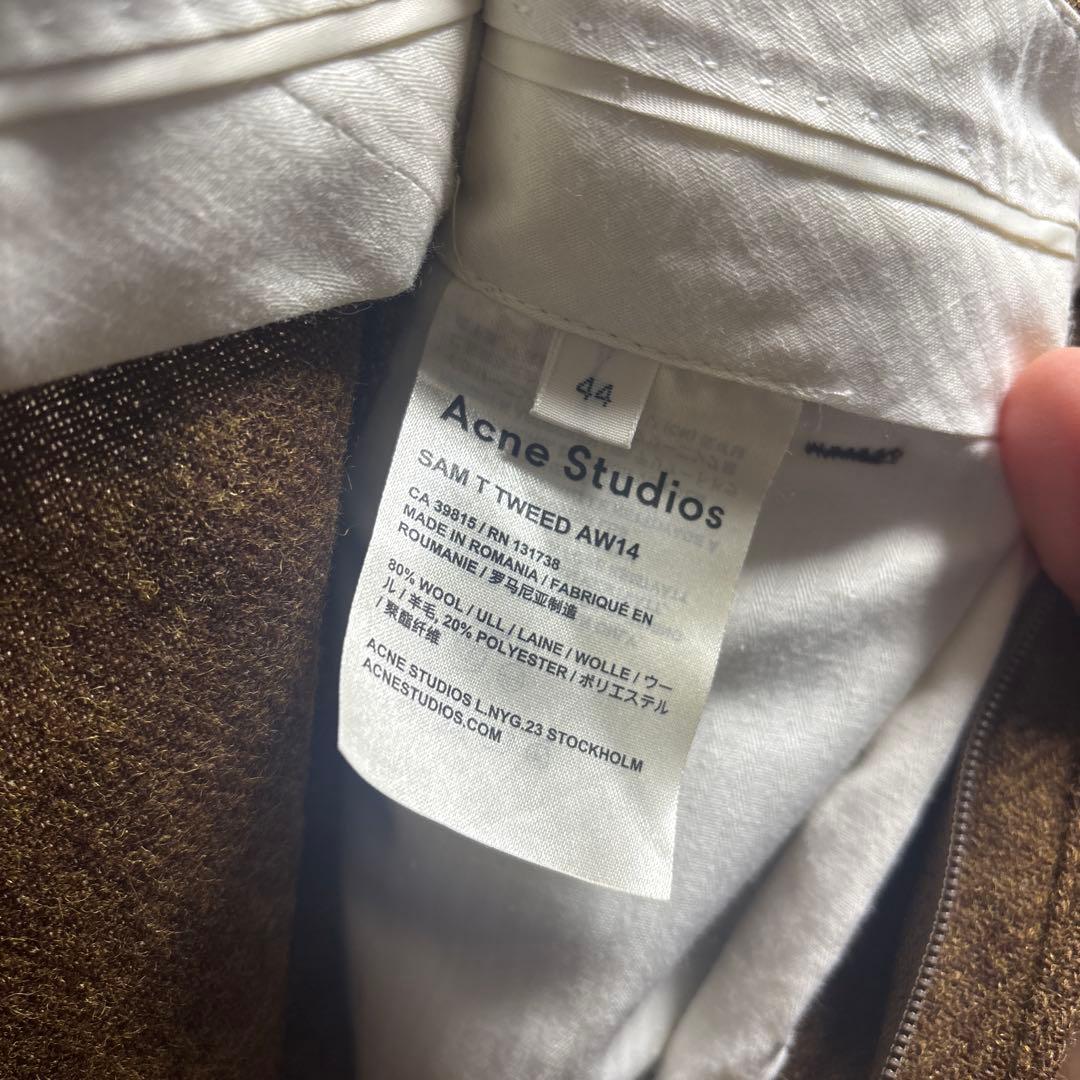 44
Acne Studios
SAM T TWEED AW14
CA 39815 / RN 131738
MADE IN ROMANIA / FABRIQUÉ EN
ROUMANIE / 罗马尼亚制造
80% WOOL / ULL / LAINE / WOLLE / ウー
ル / 羊毛, 20% POLYESTER / ポリエステル
/ 聚酯纤维
ACNE STUDIOS L.NYG.23 STOCKHOLM
ACNESTUDIOS.COM